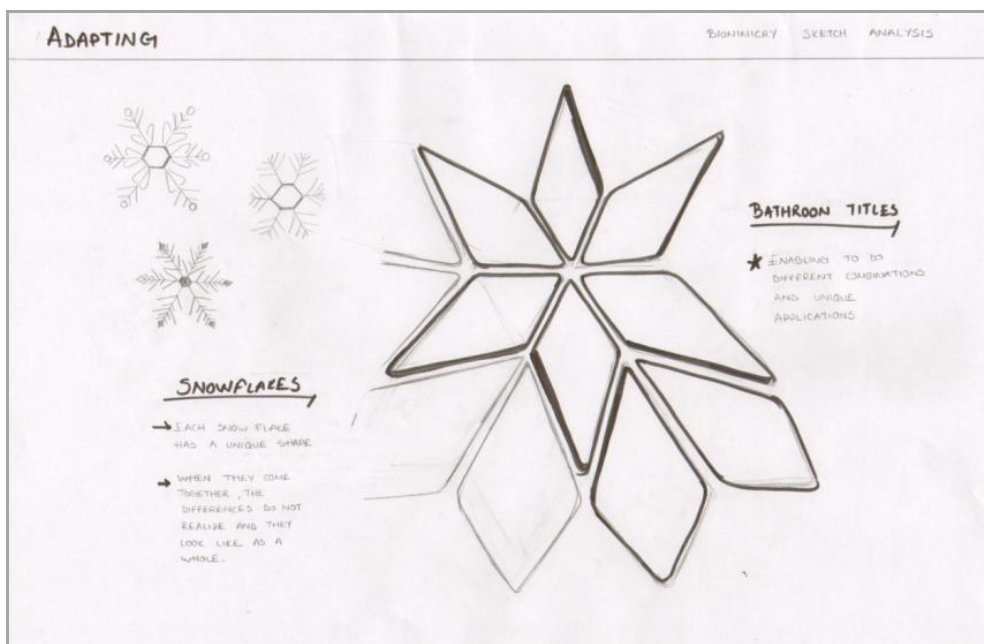 ADAPTING
BIOMIMICRY SKETCH ANALYSIS
BATHROON TITLES
ENABLING TO DO
DIFFERENT COMBINATIONS
AND UNIQUE
APPLICATIONS
SNOWFLAKES
EACH SNOW FLAKE
HAS A UNIQUE SHAPE
WHEN THEY COME
TOGETHER, THE
DIFFERENCES DO NOT
REALIZE AND THEY
LOOK LIKE AS A
WHOLE.